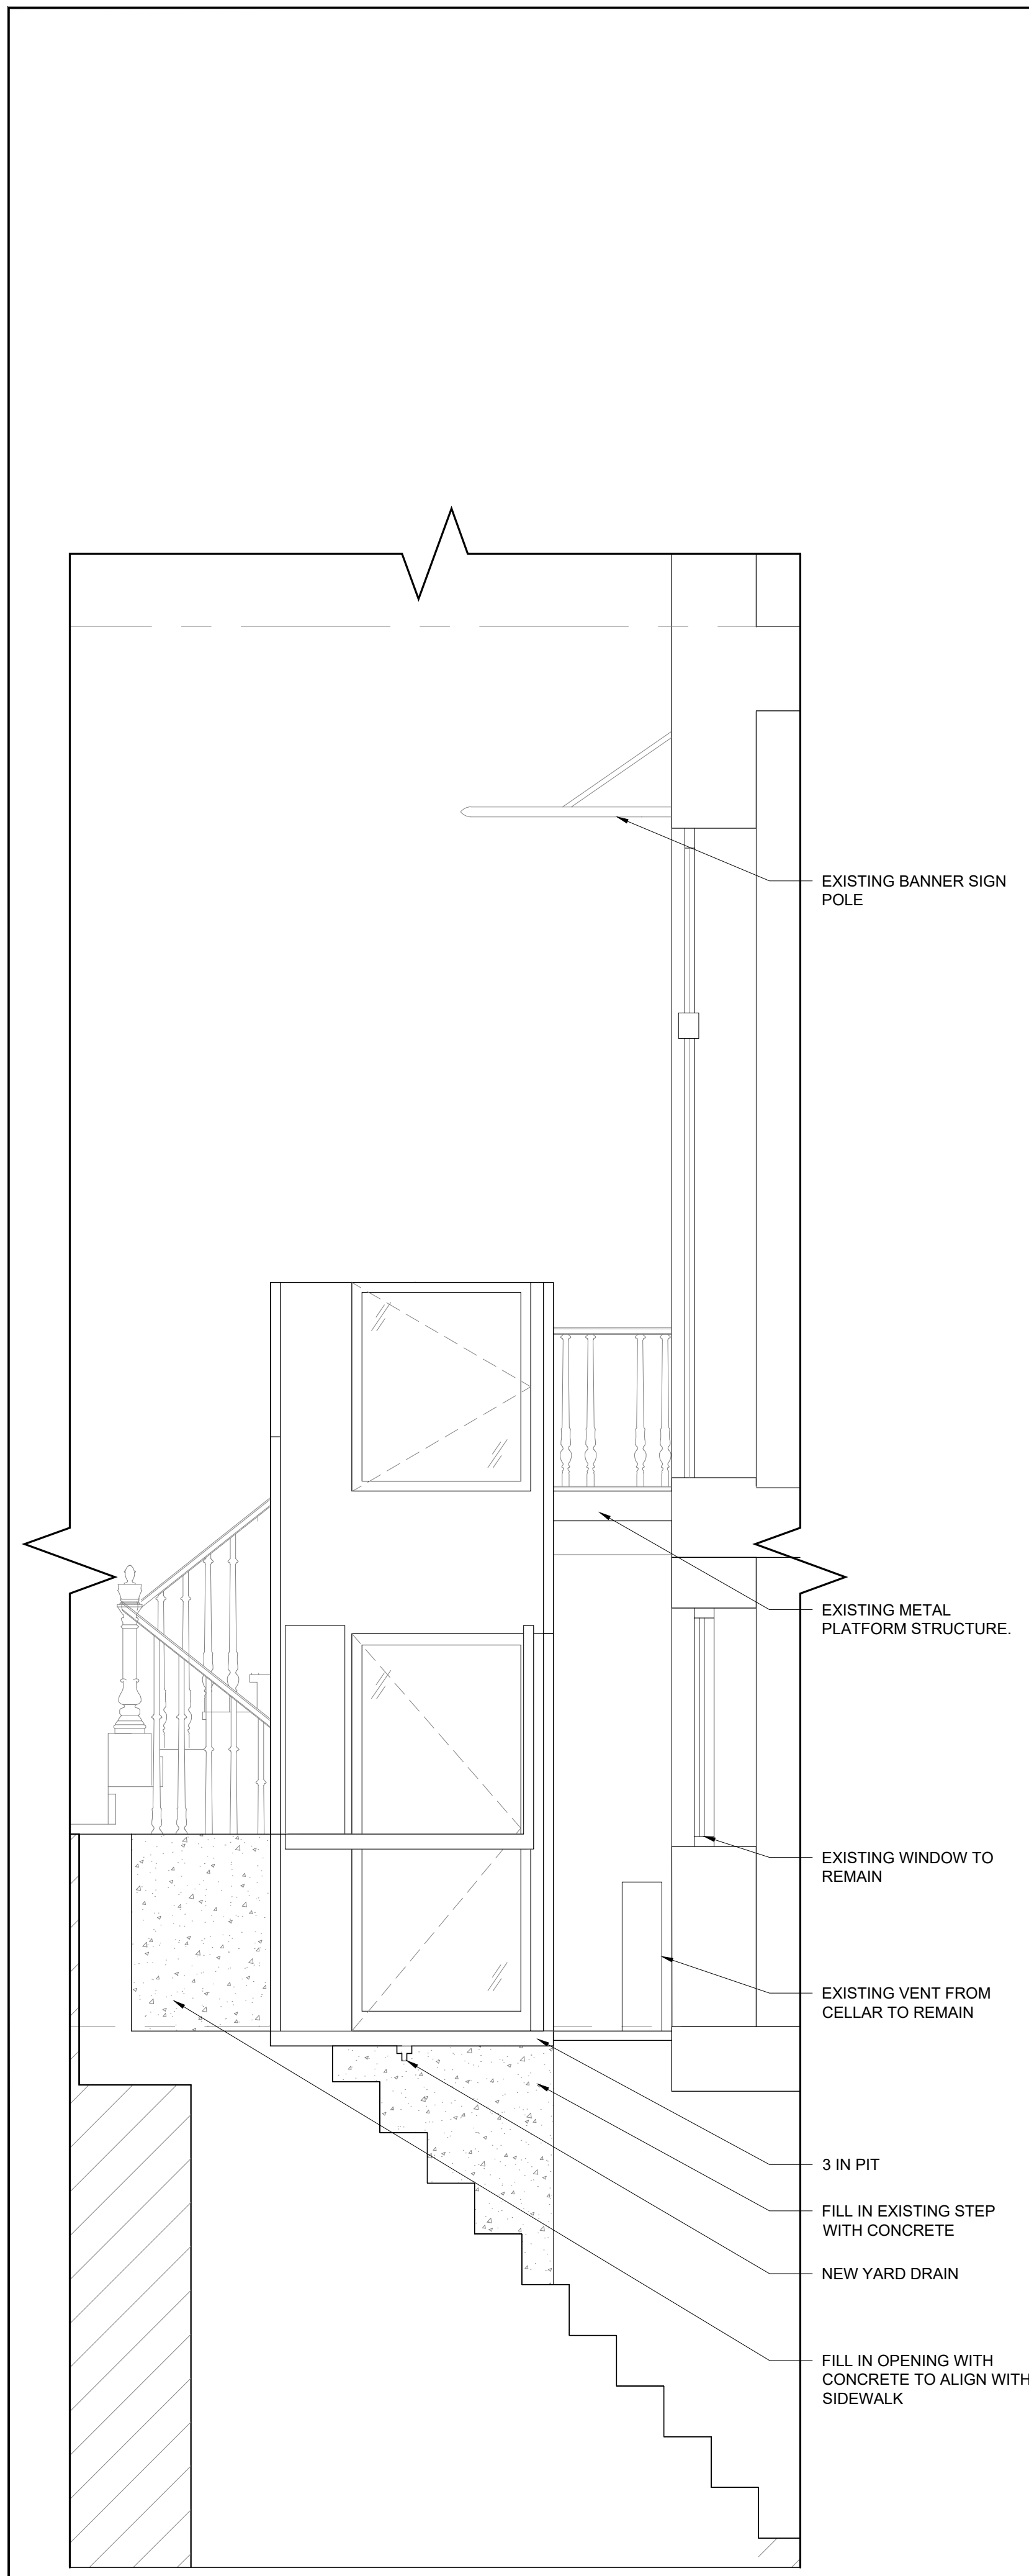 EXISTING BANNER SIGN
POLE
EXISTING METAL
PLATFORM STRUCTURE.
EXISTING WINDOW TO
REMAIN
EXISTING VENT FROM
CELLAR TO REMAIN
3 IN PIT
FILL IN EXISTING STEP
WITH CONCRETE
NEW YARD DRAIN
FILL IN OPENING WITH
CONCRETE TO ALIGN WITH
SIDEWALK